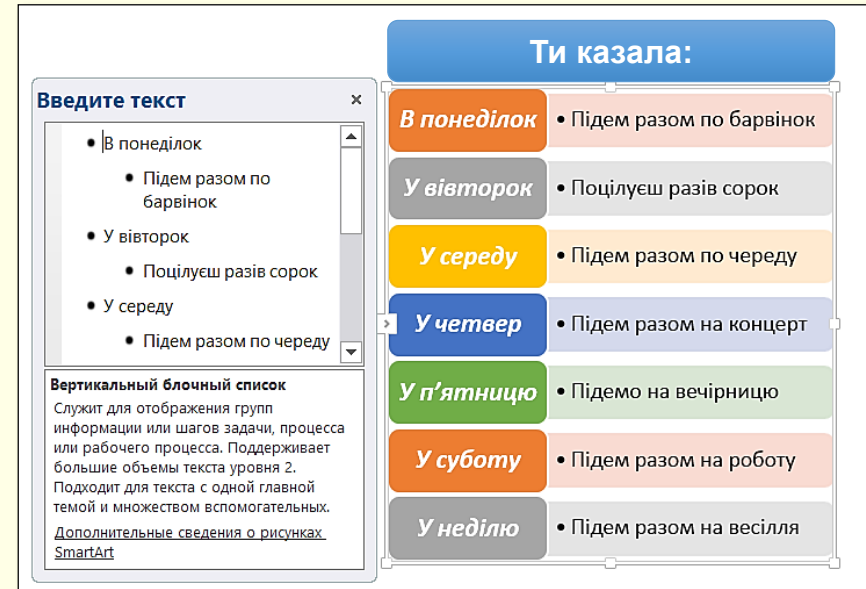 Ти казала:
Введите текст
• В понеділок
• Підем разом по
барвінок
• У вівторок
• Поцілуєш разів сорок
• У середу
• Підем разом по череду
Вертикальный блочный список
Служит для отображения групп
информации или шагов задачи, процесса
или рабочего процесса. Поддерживает
большие объемы текста уровня 2.
Подходит для текста с одной главной
темой и множеством вспомогательных.
Дополнительные сведения о рисунках
SmartArt
В понеділок • Підем разом по барвінок
У вівторок • Поцілуєш разів сорок
У середу • Підем разом по череду
У четвер • Підем разом на концерт
У п’ятницю • Підемо на вечірницю
У суботу • Підем разом на роботу
У неділю • Підем разом на весілля